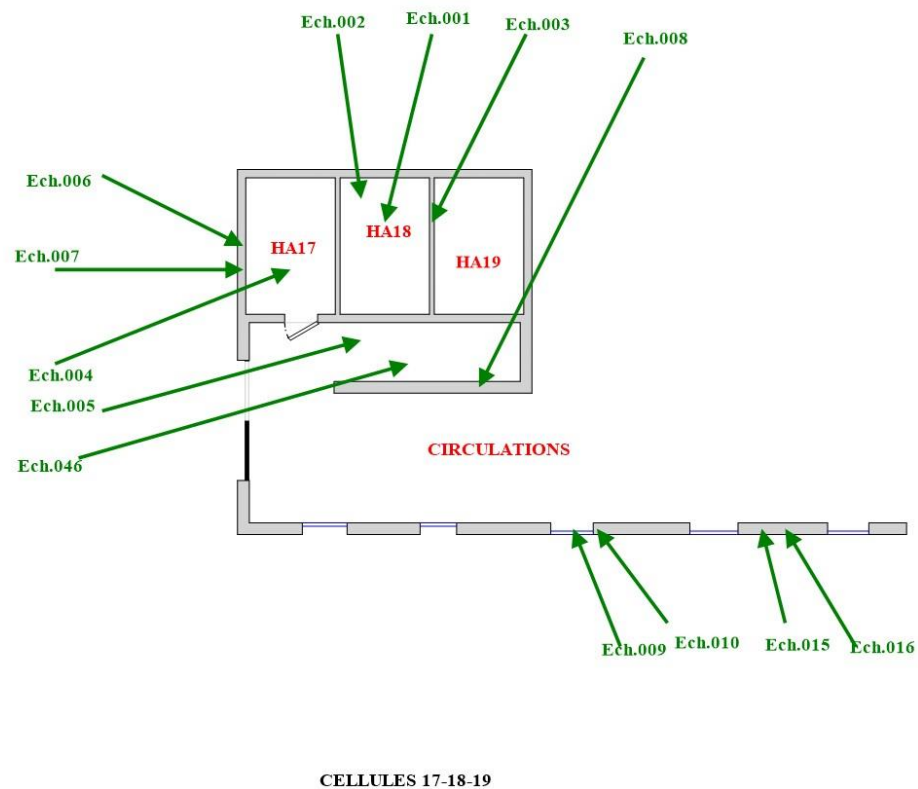 Ech.002
Ech.001
Ech.003
Ech.008
Ech.006
HA18
HA17
Ech.007
HA19
Ech.004
Ech.005
CIRCULATIONS
Ech.046
Ech.009
Ech.010
Ech.015
Ech.016
CELLULES 17-18-19